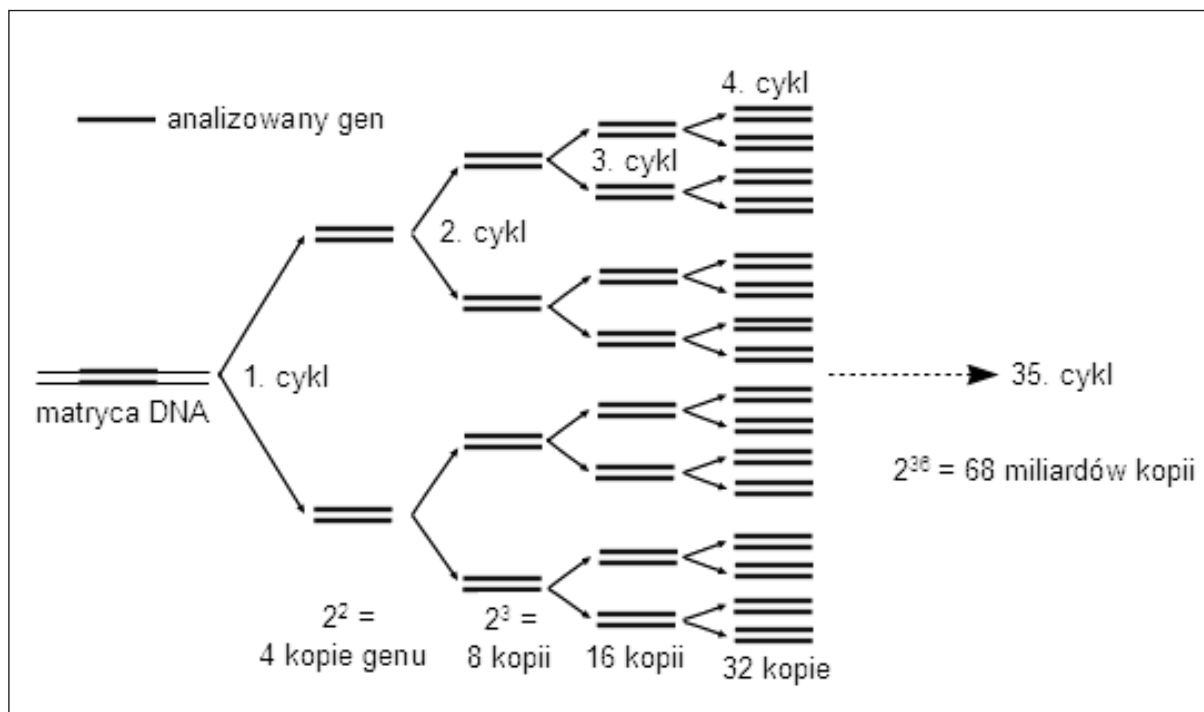 4. cykl
analizowany gen
3. cykl
2. cykl
1. cykl
35. cykl
matryca DNA
2³⁶ = 68 miliardów kopii
2² =
4 kopie genu
2³ =
8 kopii
16 kopii
32 kopie